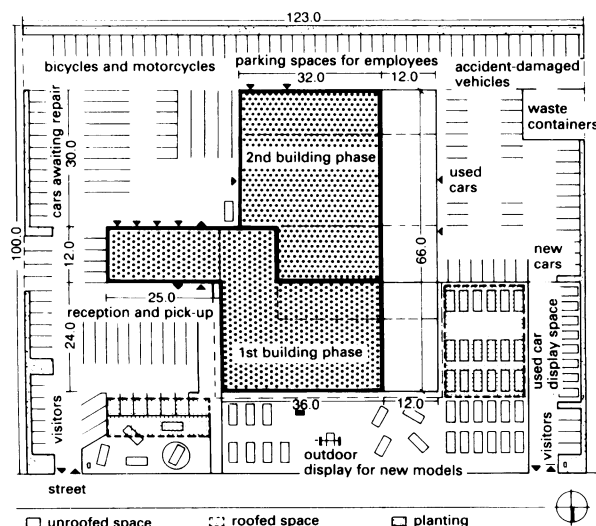 123.0
bicycles and motorcycles
parking spaces for employees
32.0
12.0
accident-damaged
vehicles
waste
containers
cars awaiting repair
30.0
2nd building phase
used
cars
100.0
12.0
66.0
new
cars
25.0
reception and pick-up
24.0
1st building phase
used car
display space
36.0
12.0
visitors
outdoor
display for new models
visitors
street
unroofed space
roofed space
planting